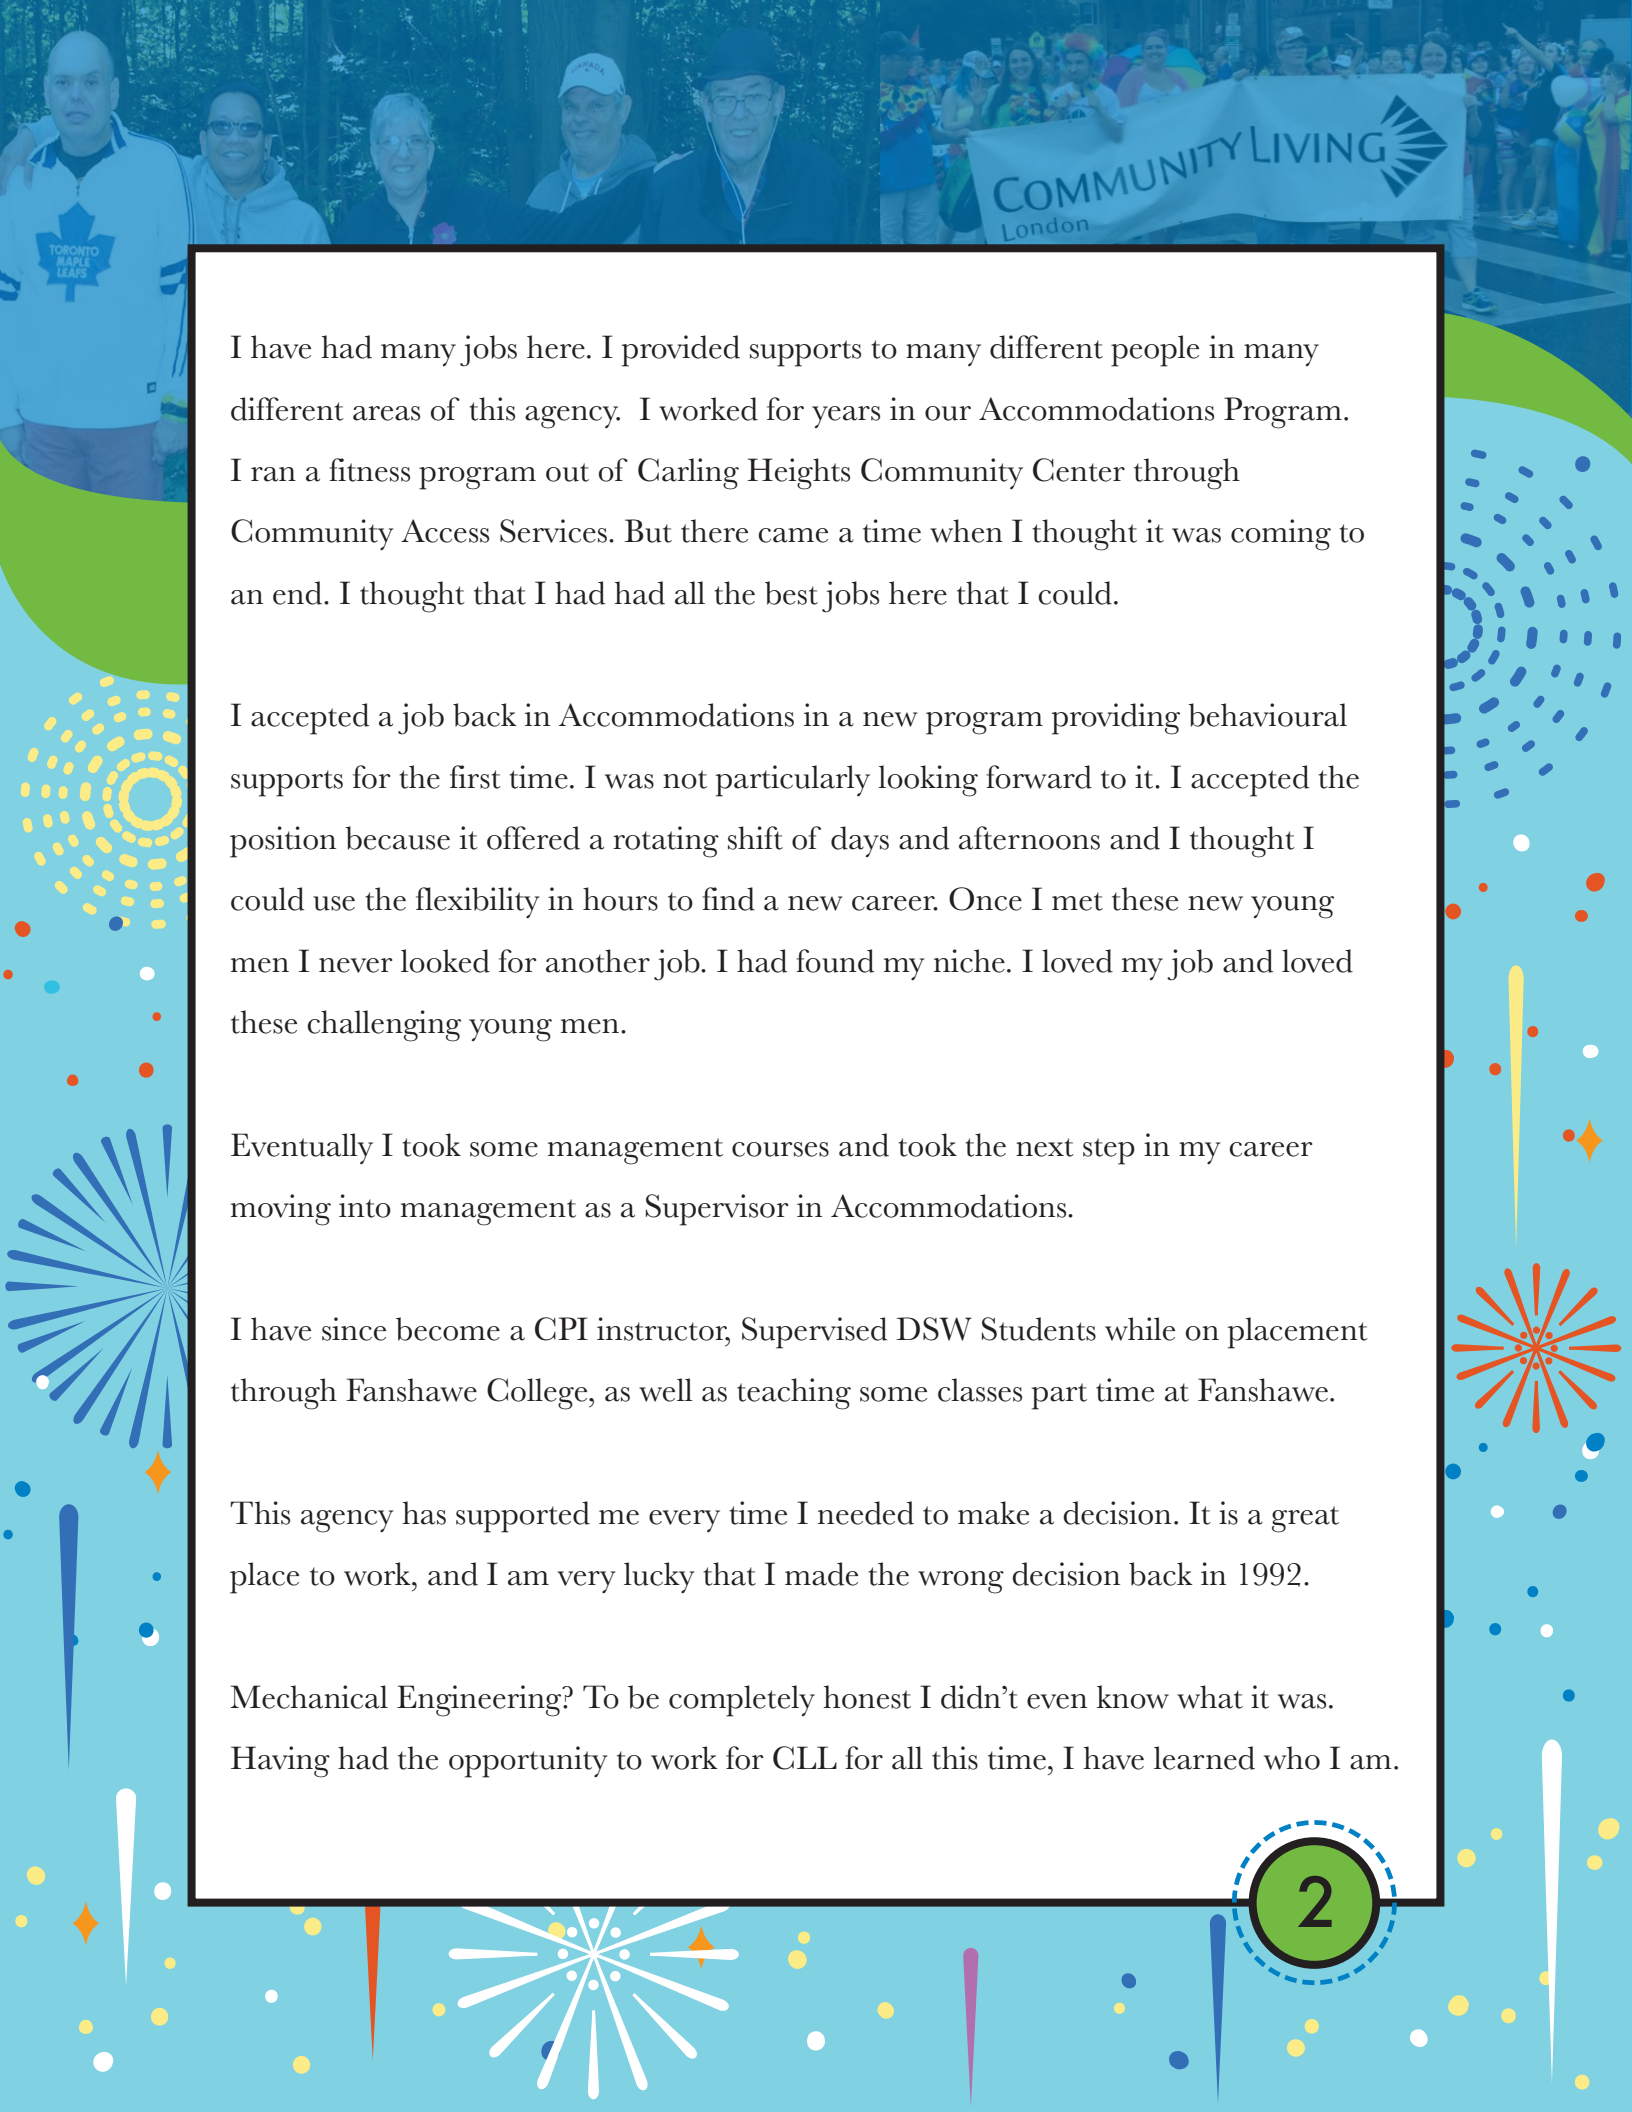 CANADA
TORONTO
MAPLE
LEAFS
COMMUNITY LIVING
London
I have had many jobs here. I provided supports to many different people in many
different areas of this agency.  I worked for years in our Accommodations Program.
I ran a fitness program out of Carling Heights Community Center through
Community Access Services. But there came a time when I thought it was coming to
an end. I thought that I had had all the best jobs here that I could.
I accepted a job back in Accommodations in a new program providing behavioural
supports for the first time. I was not particularly looking forward to it. I accepted the
position because it offered a rotating shift of days and afternoons and I thought I
could use the flexibility in hours to find a new career. Once I met these new young
men I never looked for another job. I had found my niche. I loved my job and loved
these challenging young men.
Eventually I took some management courses and took the next step in my career
moving into management as a Supervisor in Accommodations.
I have since become a CPI instructor, Supervised DSW Students while on placement
through Fanshawe College, as well as teaching some classes part time at Fanshawe.
This agency has supported me every time I needed to make a decision. It is a great
place to work, and I am very lucky that I made the wrong decision back in 1992.
Mechanical Engineering? To be completely honest I didn’t even know what it was.
Having had the opportunity to work for CLL for all this time, I have learned who I am.
2